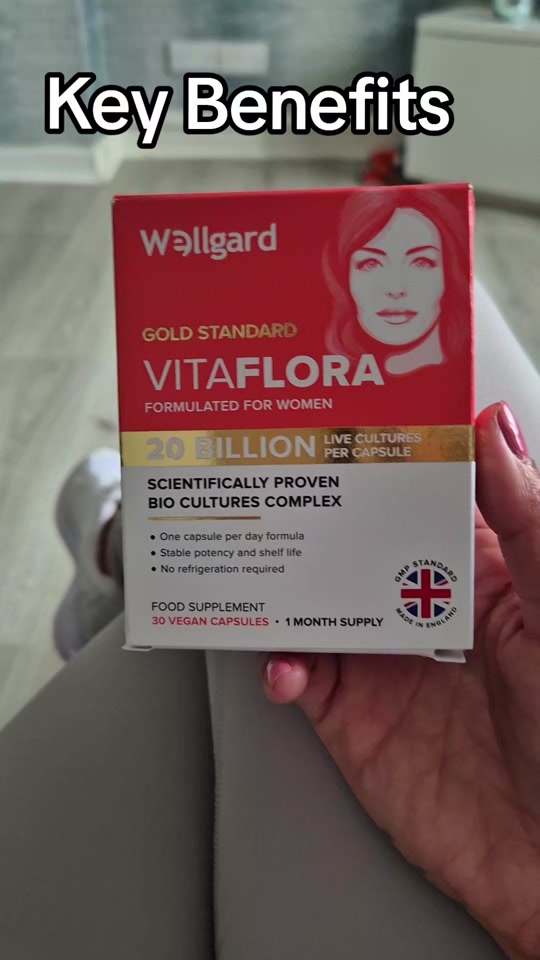 Key Benefits
Wellgard
GOLD STANDARD
VITAFLORA
FORMULATED FOR WOMEN
20 BILLION LIVE CULTURES
PER CAPSULE
SCIENTIFICALLY PROVEN
BIO CULTURES COMPLEX
• One capsule per day formula
• Stable potency and shelf life
• No refrigeration required
GMP STANDARD
MADE IN ENGLAND
FOOD SUPPLEMENT
30 VEGAN CAPSULES • 1 MONTH SUPPLY